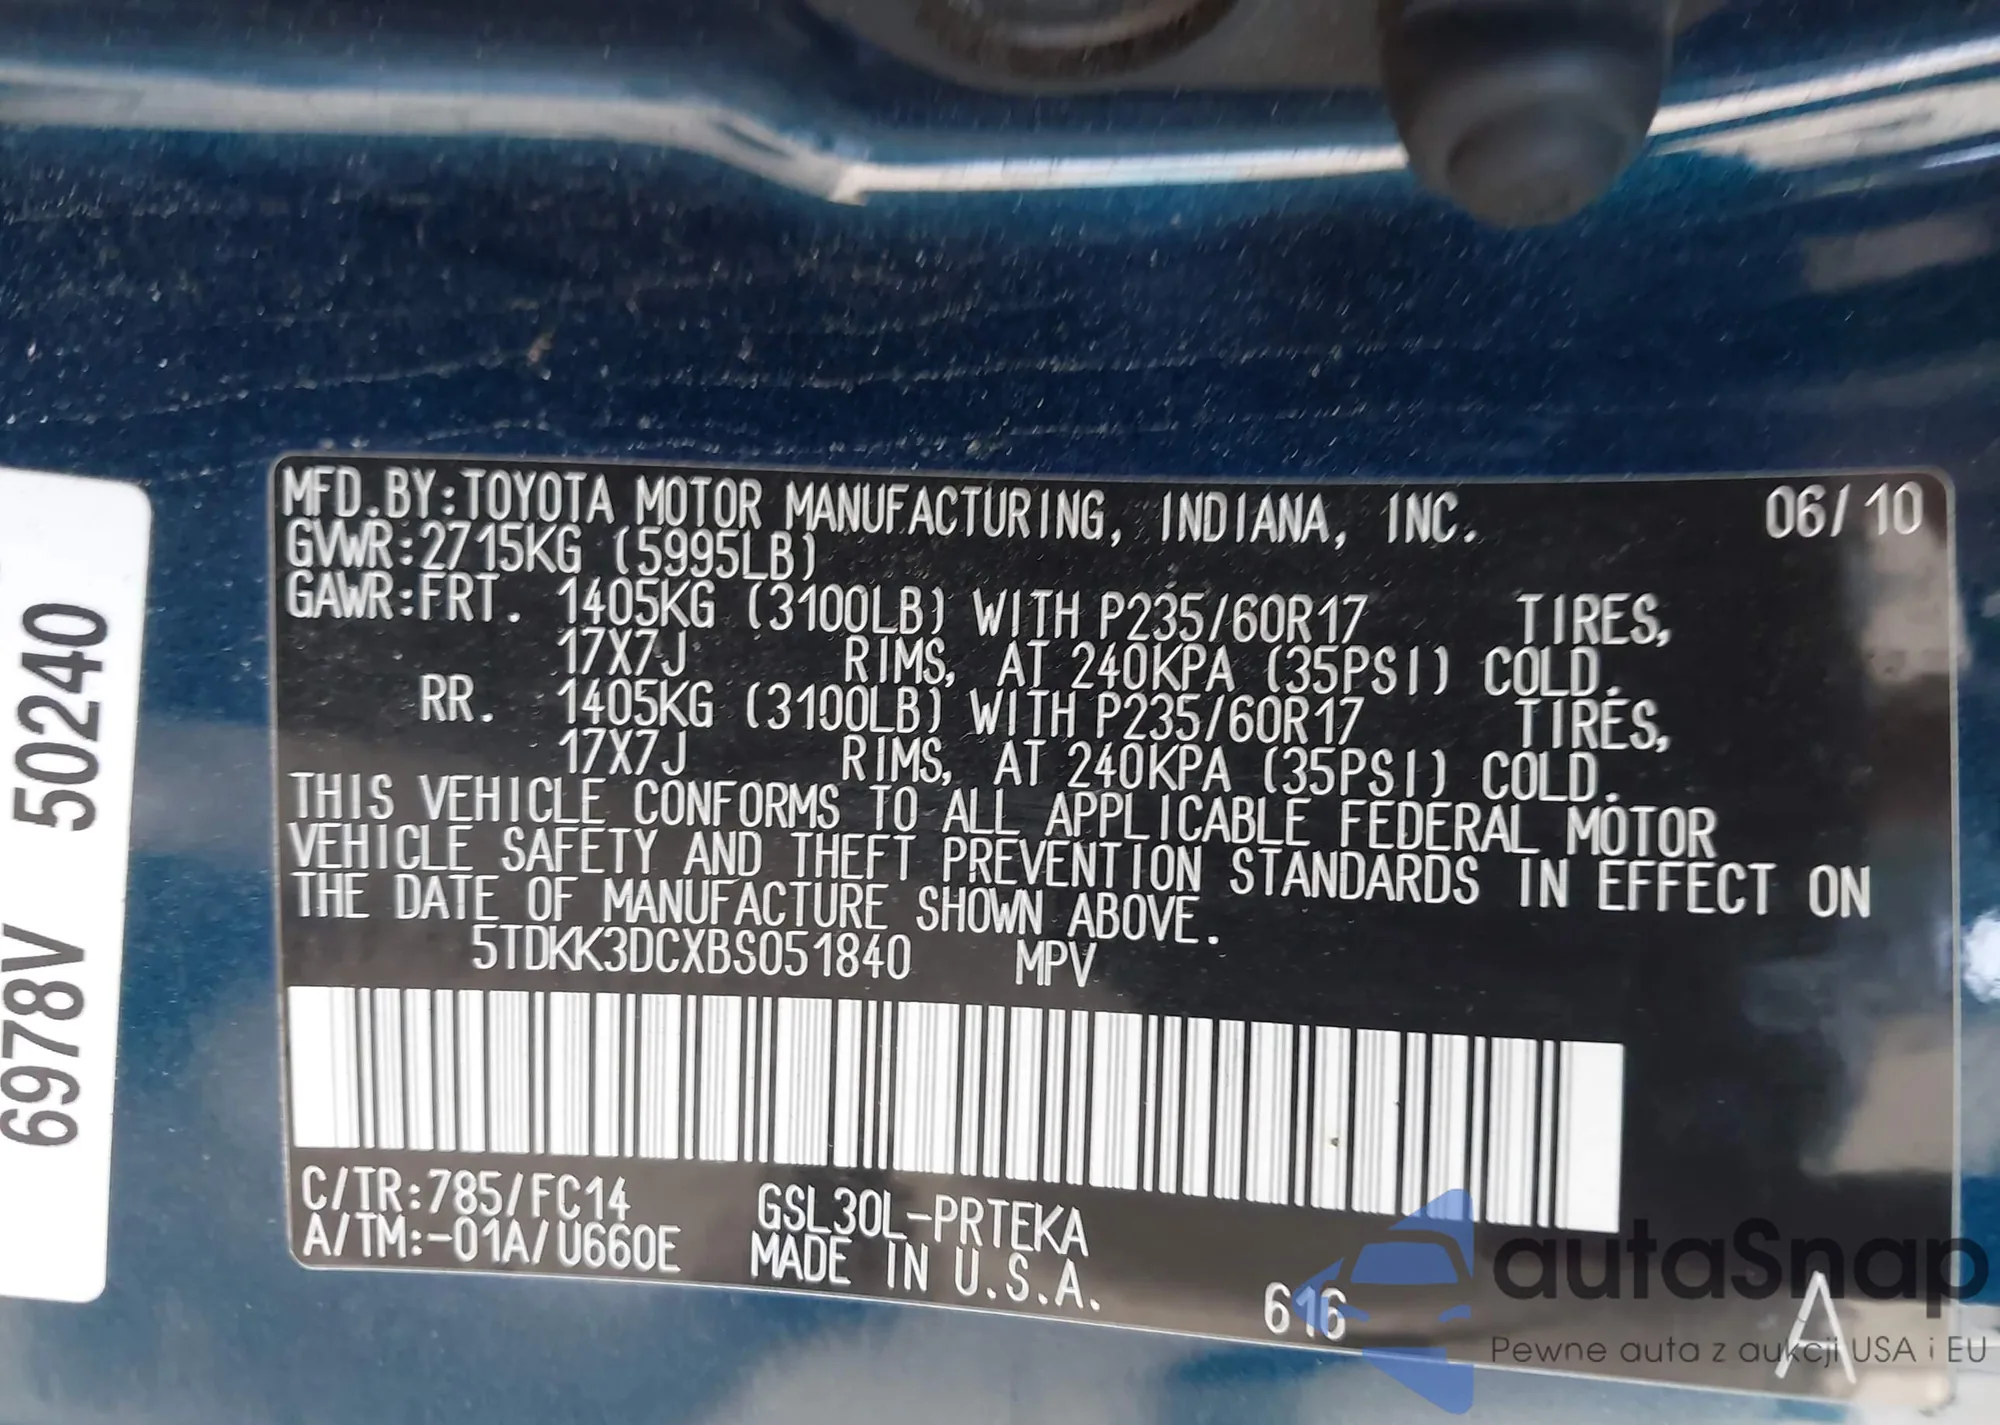 MFD.BY:TOYOTA MOTOR MANUFACTURING, INDIANA, INC. 06/10
GVWR:2715KG (5995LB)
GAWR:FRT. 1405KG (3100LB) WITH P235/60R17 TIRES,
17X7J RIMS, AT 240KPA (35PSI) COLD.
RR. 1405KG (3100LB) WITH P235/60R17 TIRES,
17X7J RIMS, AT 240KPA (35PSI) COLD.
THIS VEHICLE CONFORMS TO ALL APPLICABLE FEDERAL MOTOR
VEHICLE SAFETY AND THEFT PREVENTION STANDARDS IN EFFECT ON
THE DATE OF MANUFACTURE SHOWN ABOVE.
5TDKK3DCXBS051840 MPV
C/TR:785/FC14 GSL30L-PRTEKA
A/TM:-01A/U660E MADE IN U.S.A.
616 A
6978V 50240
autaSnap
Pewne auta z aukcji USA i EU